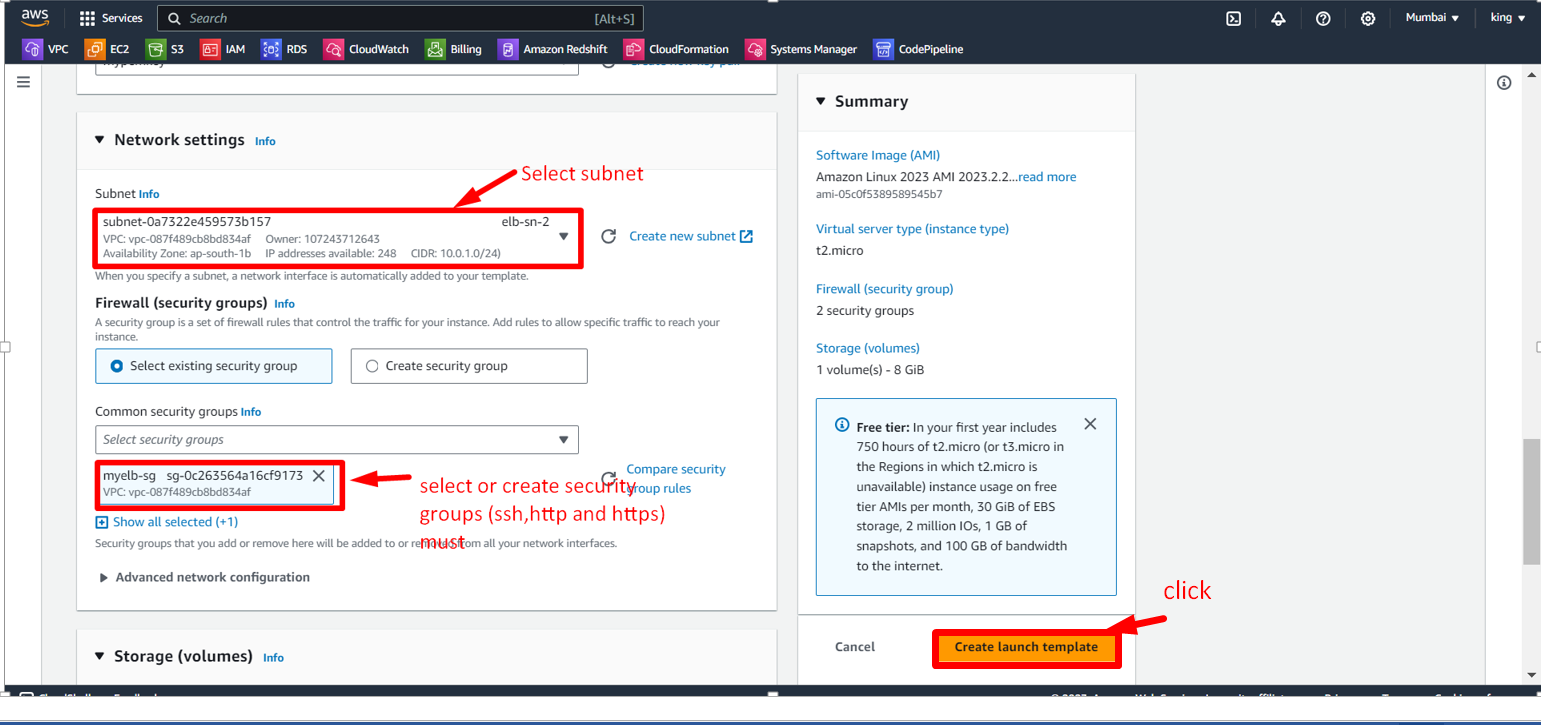 aws
Services
Search
[Alt+S]
Mumbai
king
VPC
EC2
S3
IAM
RDS
CloudWatch
Billing
Amazon Redshift
CloudFormation
Systems Manager
CodePipeline
Network settings Info
Select subnet
Subnet Info
subnet-0a7322e459573b157 elb-sn-2
VPC: vpc-087f489cb8bd834af Owner: 107243712643
Availability Zone: ap-south-1b IP addresses available: 248 CIDR: 10.0.1.0/24)
Create new subnet
When you specify a subnet, a network interface is automatically added to your template.
Firewall (security groups) Info
A security group is a set of firewall rules that control the traffic for your instance. Add rules to allow specific traffic to reach your
instance.
Select existing security group
Create security group
Common security groups Info
Select security groups
myelb-sg sg-0c263564a16cf9173
VPC: vpc-087f489cb8bd834af
Compare security
group rules
select or create security
groups (ssh,http and https)
must
Show all selected (+1)
Security groups that you add or remove here will be added to or removed from all your network interfaces.
Advanced network configuration
Storage (volumes) Info
Summary
Software Image (AMI)
Amazon Linux 2023 AMI 2023.2.2...read more
ami-05c0f5389589545b7
Virtual server type (instance type)
t2.micro
Firewall (security group)
2 security groups
Storage (volumes)
1 volume(s) - 8 GiB
Free tier: In your first year includes
750 hours of t2.micro (or t3.micro in
the Regions in which t2.micro is
unavailable) instance usage on free
tier AMIs per month, 30 GiB of EBS
storage, 2 million IOs, 1 GB of
snapshots, and 100 GB of bandwidth
to the internet.
click
Cancel
Create launch template